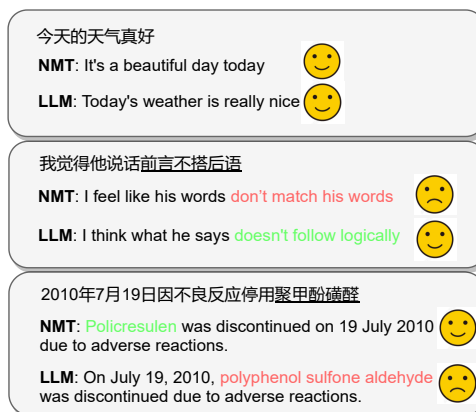 今天的天气真好
NMT: It's a beautiful day today
LLM: Today's weather is really nice
我觉得他说话前言不搭后语
NMT: I feel like his words don't match his words
LLM: I think what he says doesn't follow logically
2010年7月19日因不良反应停用聚甲酚磺醛
NMT: Policresulen was discontinued on 19 July 2010
due to adverse reactions.
LLM: On July 19, 2010, polyphenol sulfone aldehyde
was discontinued due to adverse reactions.